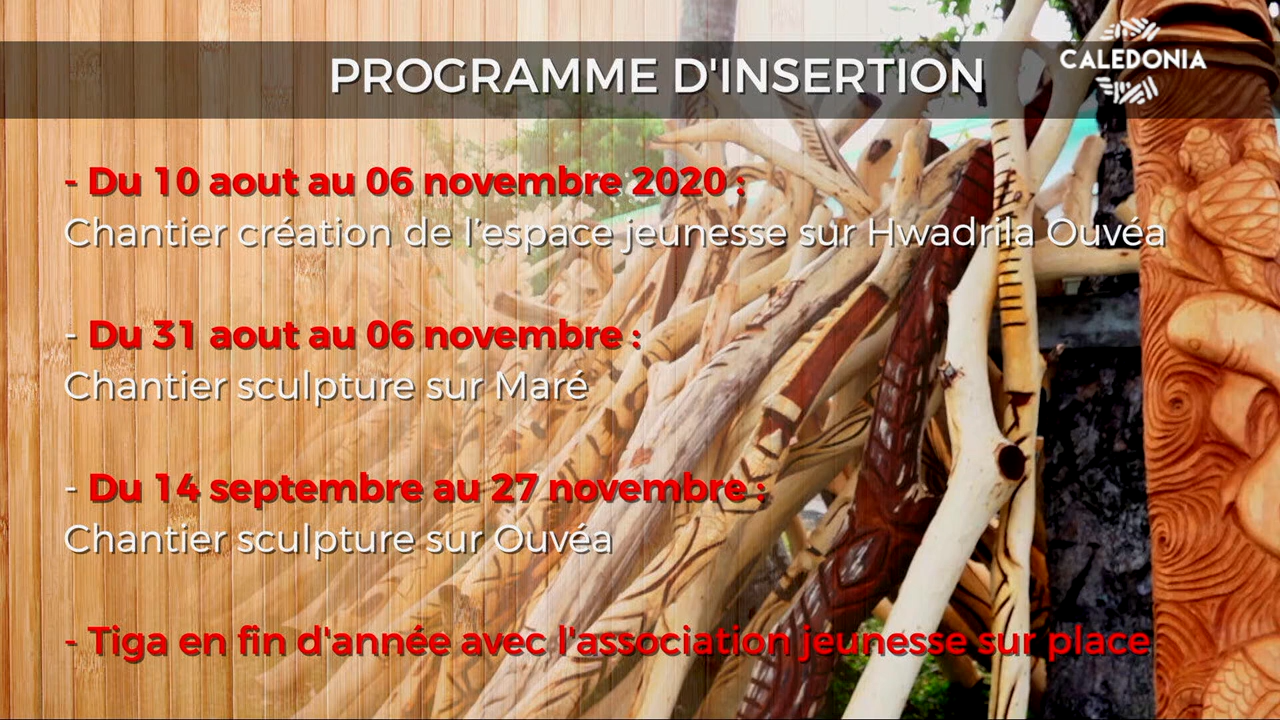 PROGRAMME D'INSERTION
CALEDONIA
- Du 10 aout au 06 novembre 2020 :
Chantier création de l'espace jeunesse sur Hwadrila Ouvéa
- Du 31 aout au 06 novembre :
Chantier sculpture sur Maré
- Du 14 septembre au 27 novembre :
Chantier sculpture sur Ouvéa
- Tiga en fin d'année avec l'association jeunesse sur place